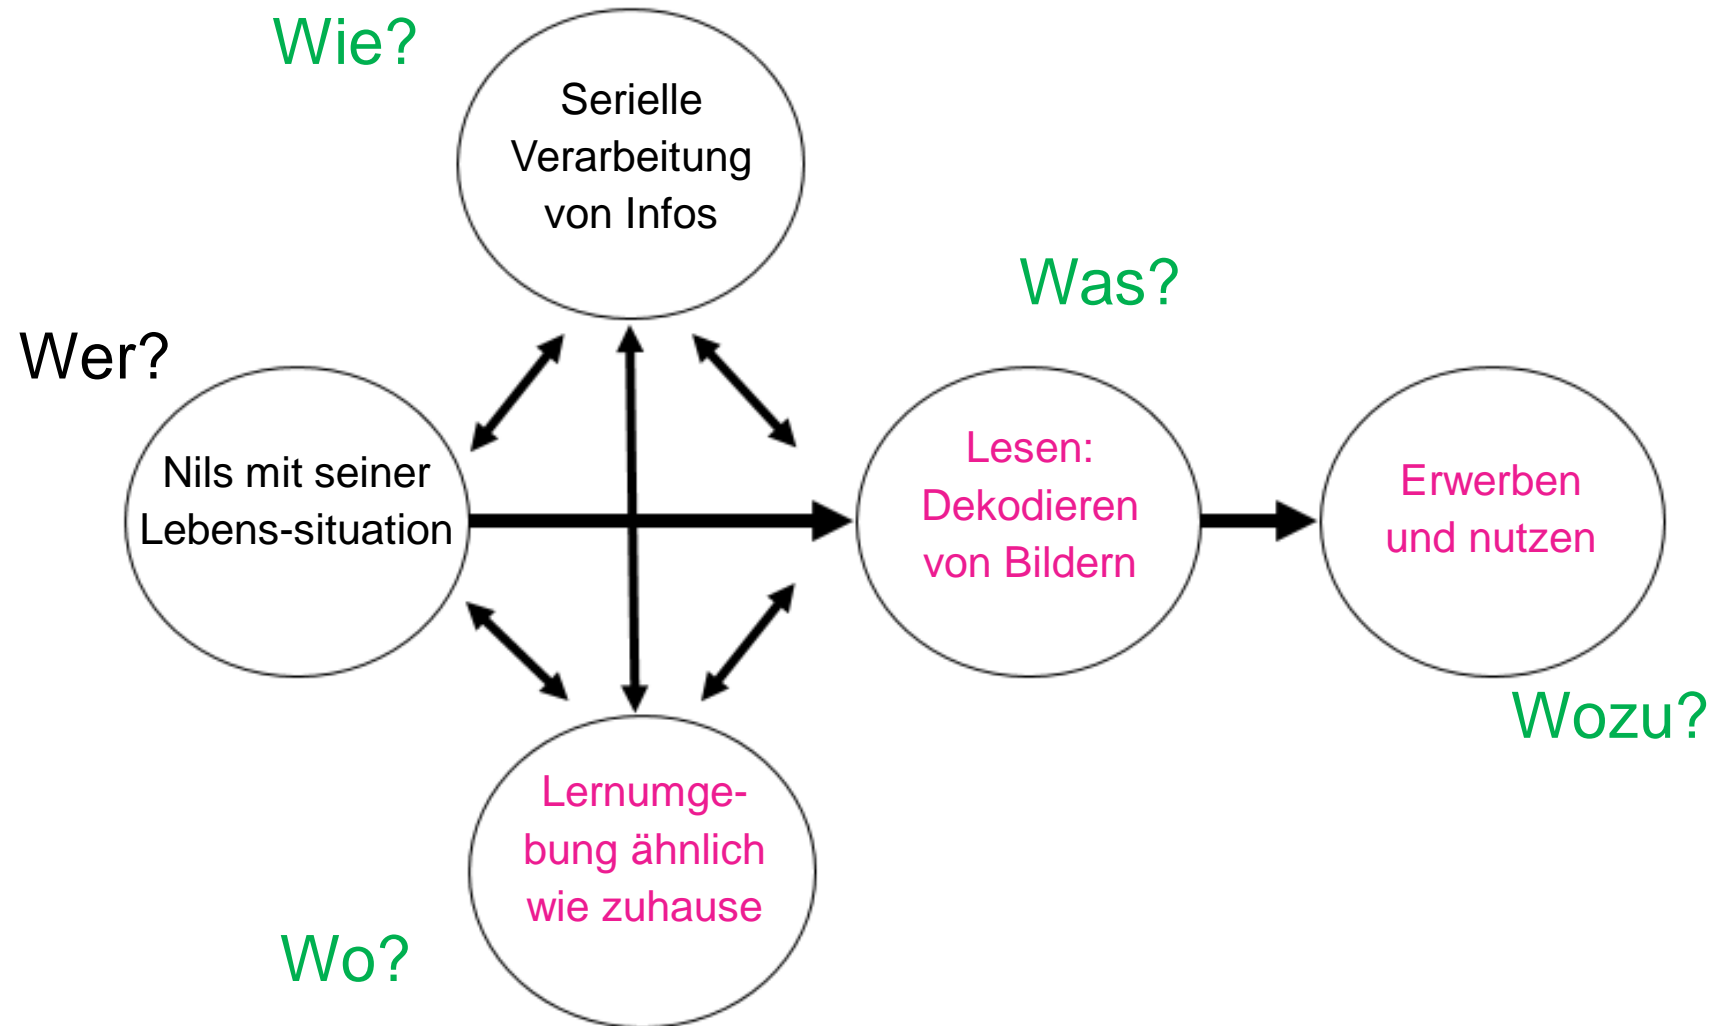 Wie?
Serielle
Verarbeitung
von Infos
Was?
Wer?
Nils mit seiner
Lebens-situation
Lesen:
Dekodieren
von Bildern
Erwerben
und nutzen
Wozu?
Lernumge-
bung ähnlich
wie zuhause
Wo?